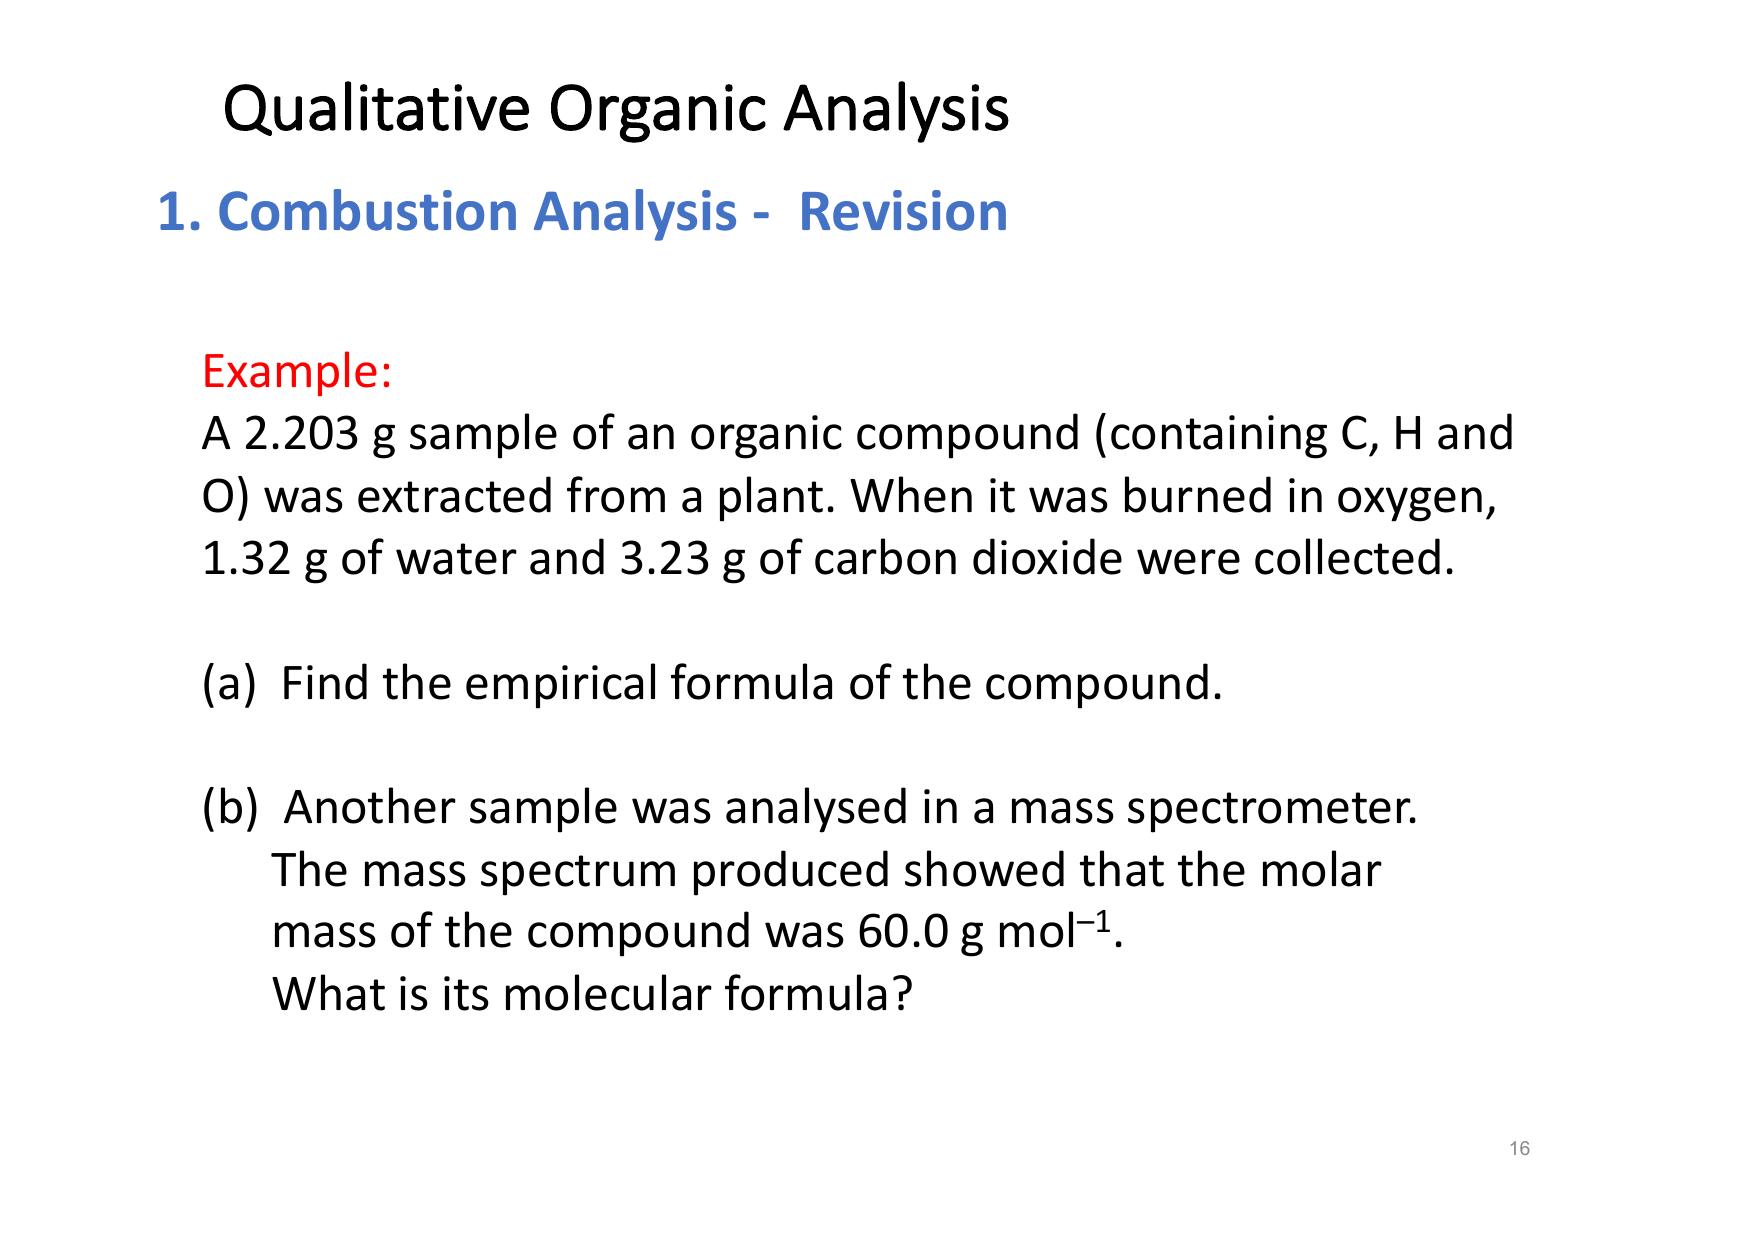 Qualitative Organic Analysis
1. Combustion Analysis -  Revision
Example:
A 2.203 g sample of an organic compound (containing C, H and
O) was extracted from a plant. When it was burned in oxygen,
1.32 g of water and 3.23 g of carbon dioxide were collected.
(a)  Find the empirical formula of the compound.
(b)  Another sample was analysed in a mass spectrometer.
The mass spectrum produced showed that the molar
mass of the compound was 60.0 g mol⁻¹.
What is its molecular formula?
16